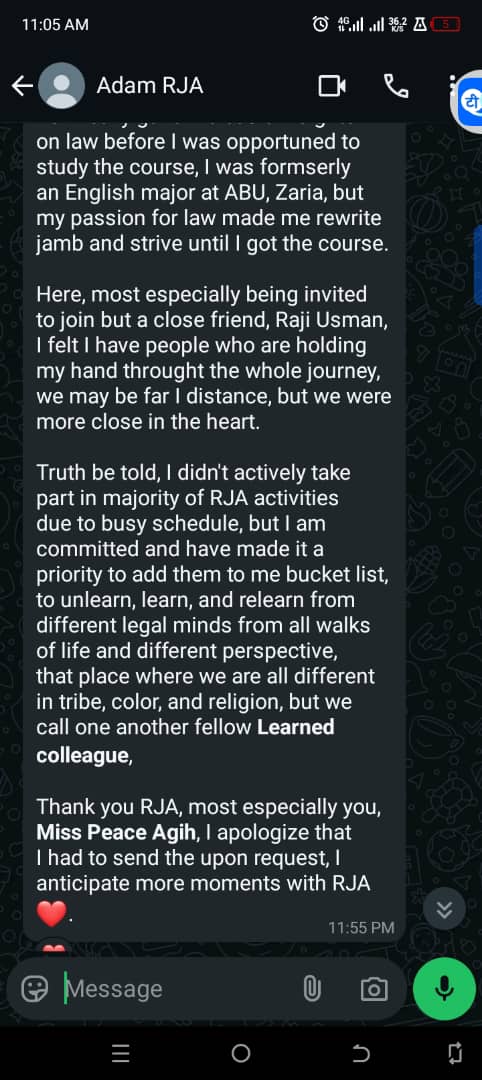 11:05 AM
4G 36.2 K/S 5
Adam RJA
on law before I was opportuned to
study the course, I was formserly
an English major at ABU, Zaria, but
my passion for law made me rewrite
jamb and strive until I got the course.
Here, most especially being invited
to join but a close friend, Raji Usman,
I felt I have people who are holding
my hand throught the whole journey,
we may be far I distance, but we were
more close in the heart.
Truth be told, I didn't actively take
part in majority of RJA activities
due to busy schedule, but I am
committed and have made it a
priority to add them to me bucket list,
to unlearn, learn, and relearn from
different legal minds from all walks
of life and different perspective,
that place where we are all different
in tribe, color, and religion, but we
call one another fellow Learned
colleague,
Thank you RJA, most especially you,
Miss Peace Agih, I apologize that
I had to send the upon request, I
anticipate more moments with RJA
❤️.
11:55 PM
Message